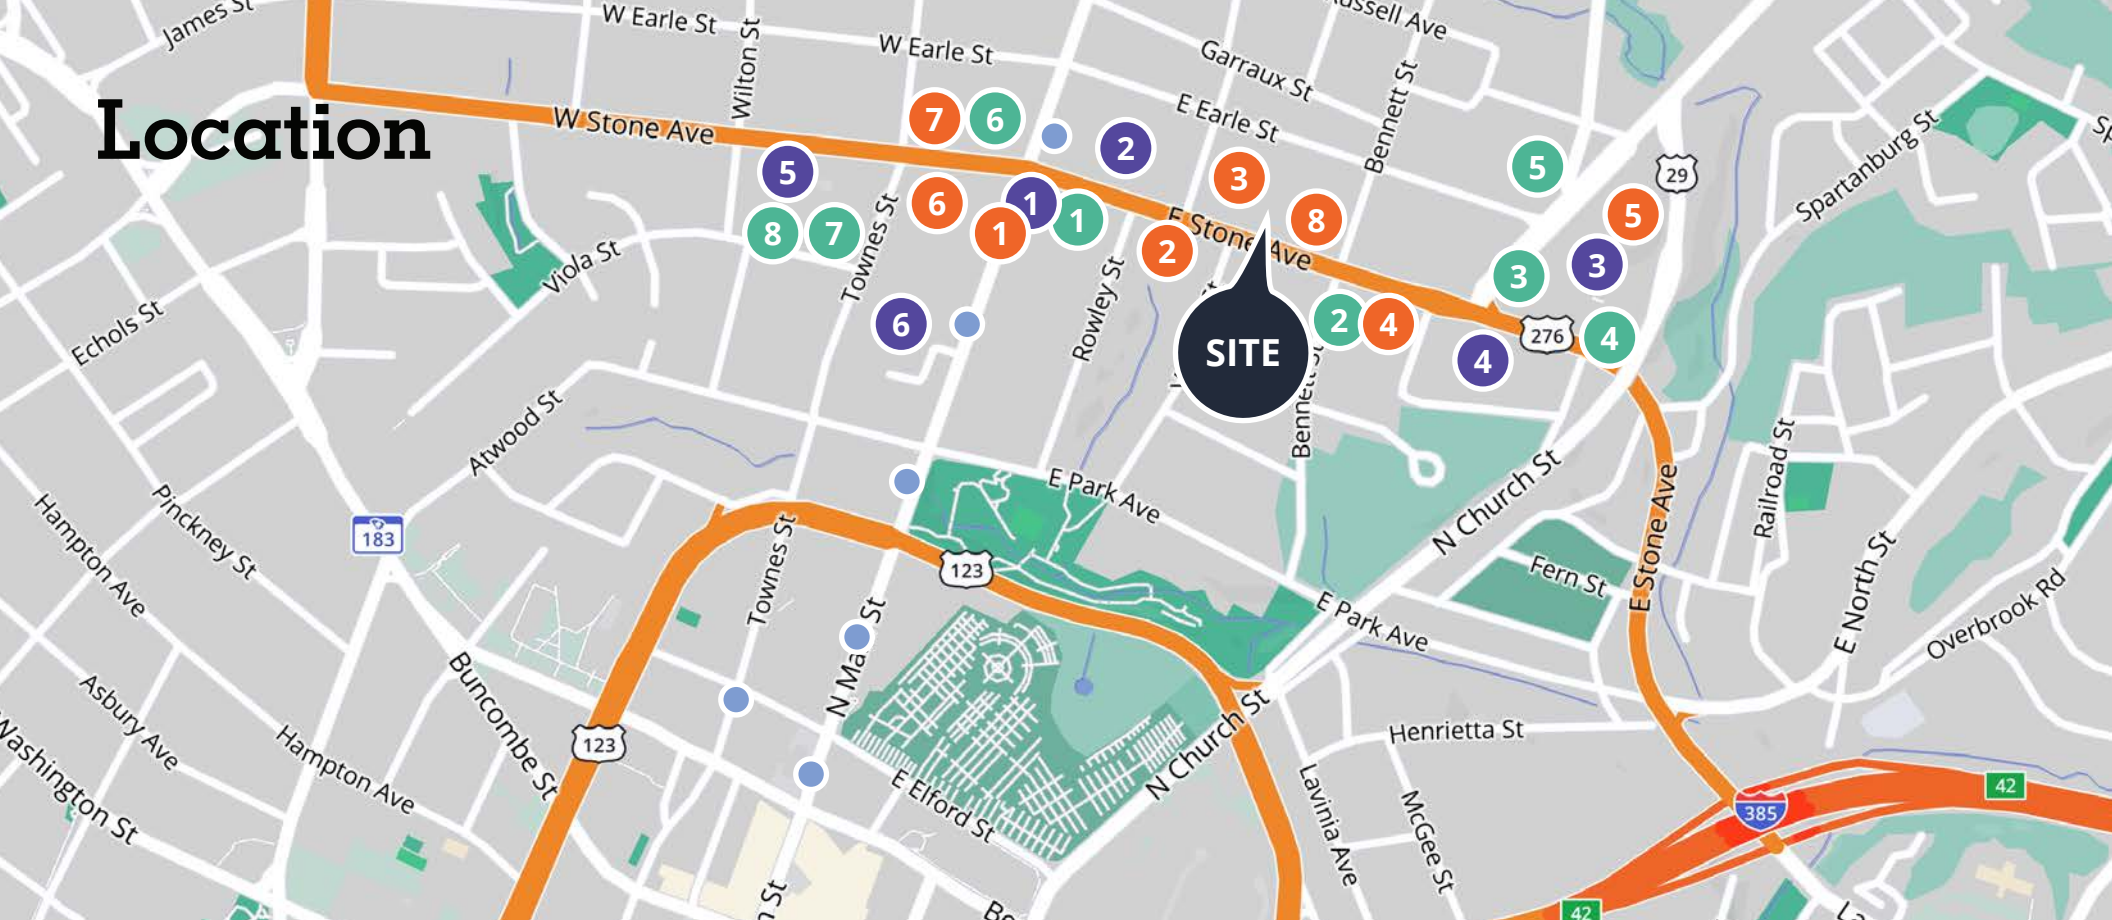 James St
W Earle St
Wilton St
W Earle St
Garraux St
Russell Ave
Bennett St
E Earle St
Location
W Stone Ave
7
6
2
5
3
5
29
Spartanburg St
5
8
7
6
1
1
1
2
E Stone Ave
8
5
3
3
Townes St
Viola St
Echols St
6
Rowley St
SITE
2
4
276
4
4
Bennett St
Atwood St
E Park Ave
N Church St
E Stone Ave
Railroad St
Pinckney St
Hampton Ave
183
123
Townes St
Fern St
E North St
Overbrook Rd
E Park Ave
Buncombe St
Asbury Ave
Washington St
Hampton Ave
123
N Church St
Henrietta St
E Elford St
Lavinia Ave
McGee St
385
42
42